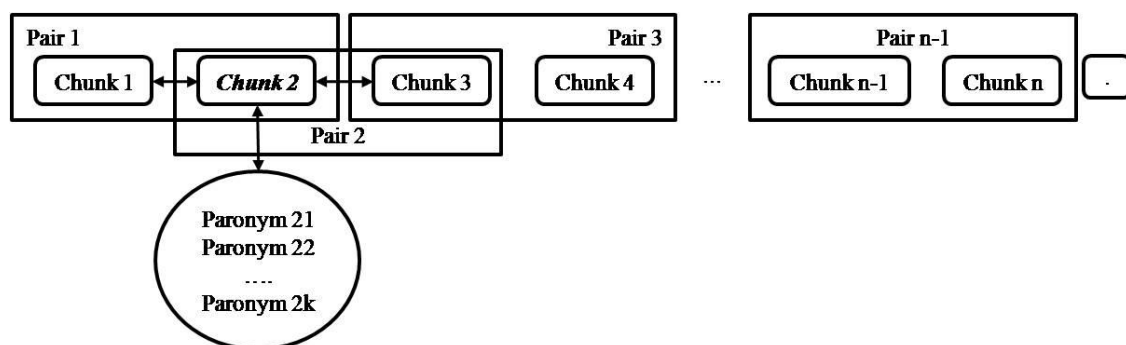 Pair 1
Pair 3
Pair n-1
Chunk 1
Chunk 2
Chunk 3
Chunk 4
...
Chunk n-1
Chunk n
.
Pair 2
Paronym 21
Paronym 22
....
Paronym 2k